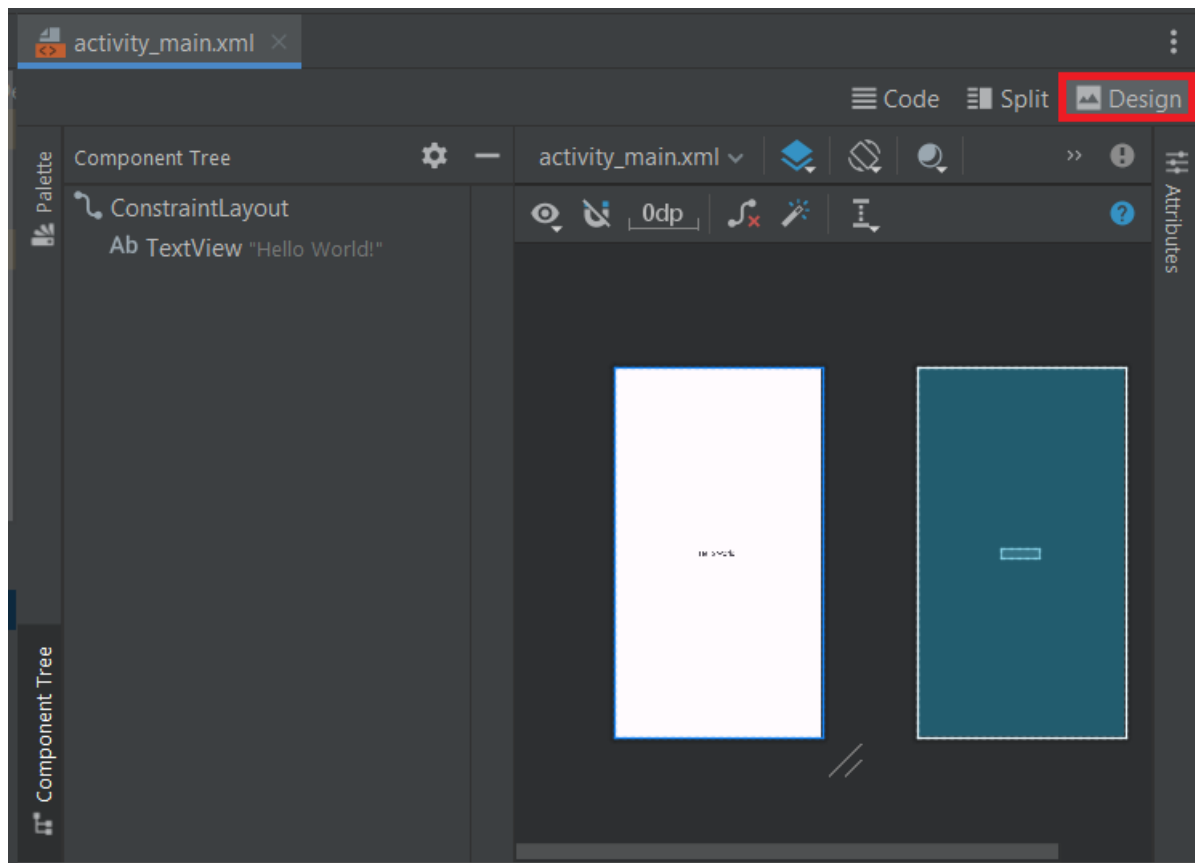 activity_main.xml
Code Split Design
Palette
Component Tree
activity_main.xml
Attributes
ConstraintLayout
0dp
Ab TextView "Hello World!"
Component Tree